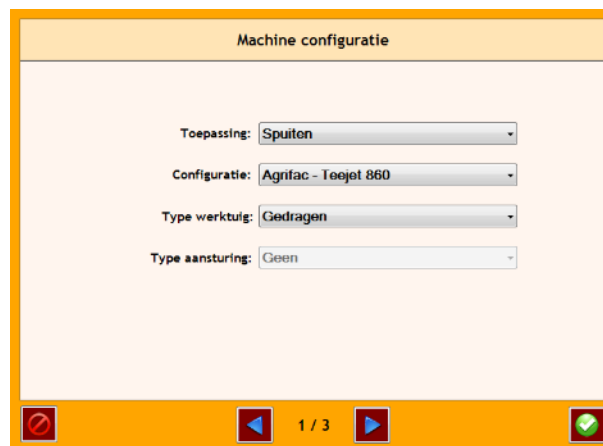 Machine configuratie
Toepassing: Spuiten
Configuratie: Agrifac - Teejet 860
Type werktuig: Gedragen
Type aansturing: Geen
1 / 3